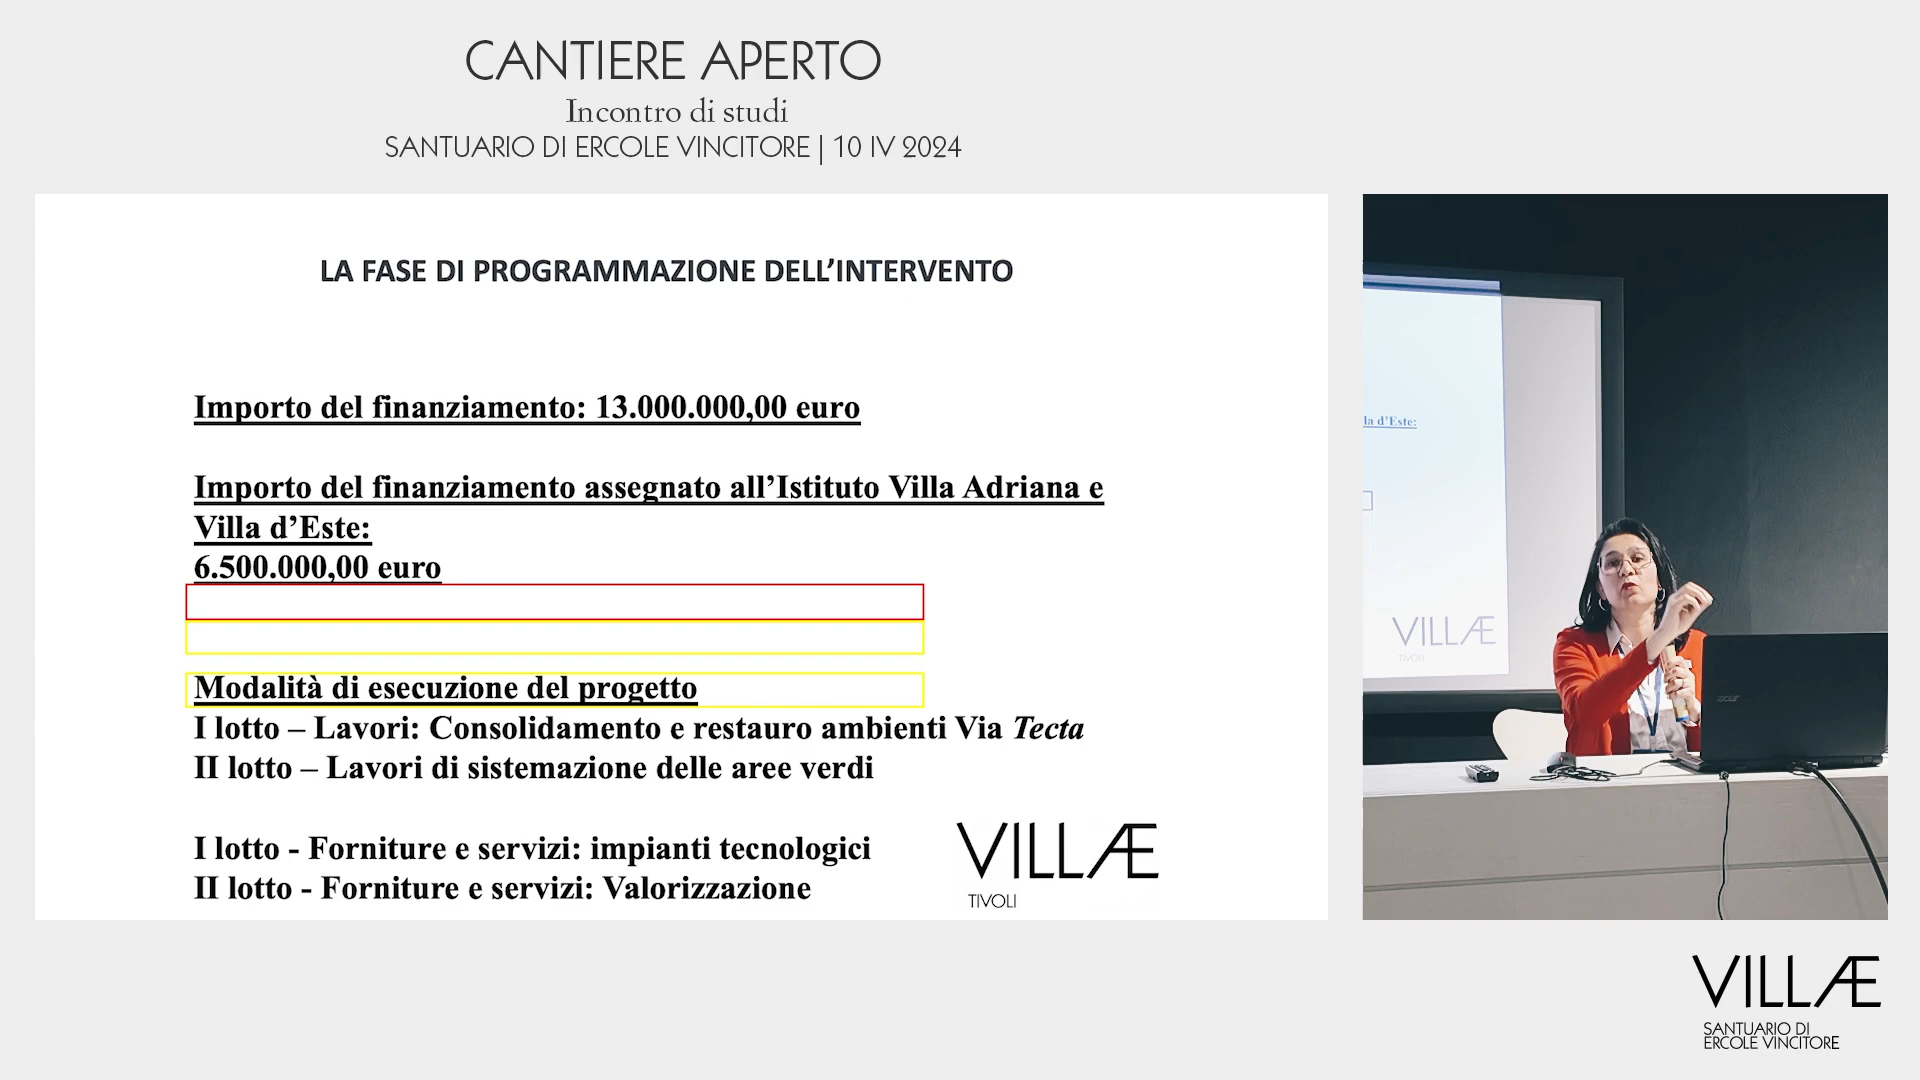 CANTIERE APERTO
Incontro di studi
SANTUARIO DI ERCOLE VINCITORE | 10 IV 2024
LA FASE DI PROGRAMMAZIONE DELL’INTERVENTO
Importo del finanziamento: 13.000.000,00 euro
Importo del finanziamento assegnato all’Istituto Villa Adriana e
Villa d’Este:
6.500.000,00 euro
Modalità di esecuzione del progetto
I lotto – Lavori: Consolidamento e restauro ambienti Via Tecta
II lotto – Lavori di sistemazione delle aree verdi
I lotto - Forniture e servizi: impianti tecnologici
II lotto - Forniture e servizi: Valorizzazione
VILLÆ
TIVOLI
la d’Este:
VILLÆ
TIVOLI
acer
VILLÆ
SANTUARIO DI
ERCOLE VINCITORE